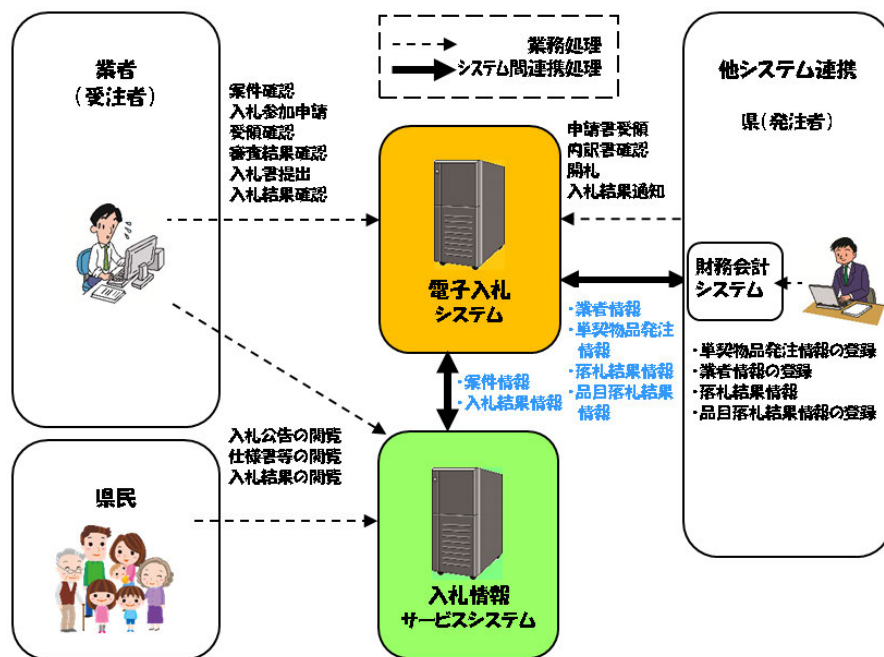 業務処理
システム間連携処理
業者
(受注者)
案件確認
入札参加申請
受領確認
審査結果確認
入札書提出
入札結果確認
電子入札
システム
申請書受領
内訳書確認
開札
入札結果通知
他システム連携
県(発注者)
財務会計
システム
・単契物品発注情報の登録
・業者情報の登録
・落札結果情報
・品目落札結果情報の登録
・業者情報
・単契物品発注
情報
・落札結果情報
・品目落札結果
情報
・案件情報
・入札結果情報
県民
入札公告の閲覧
仕様書等の閲覧
入札結果の閲覧
入札情報
サービスシステム